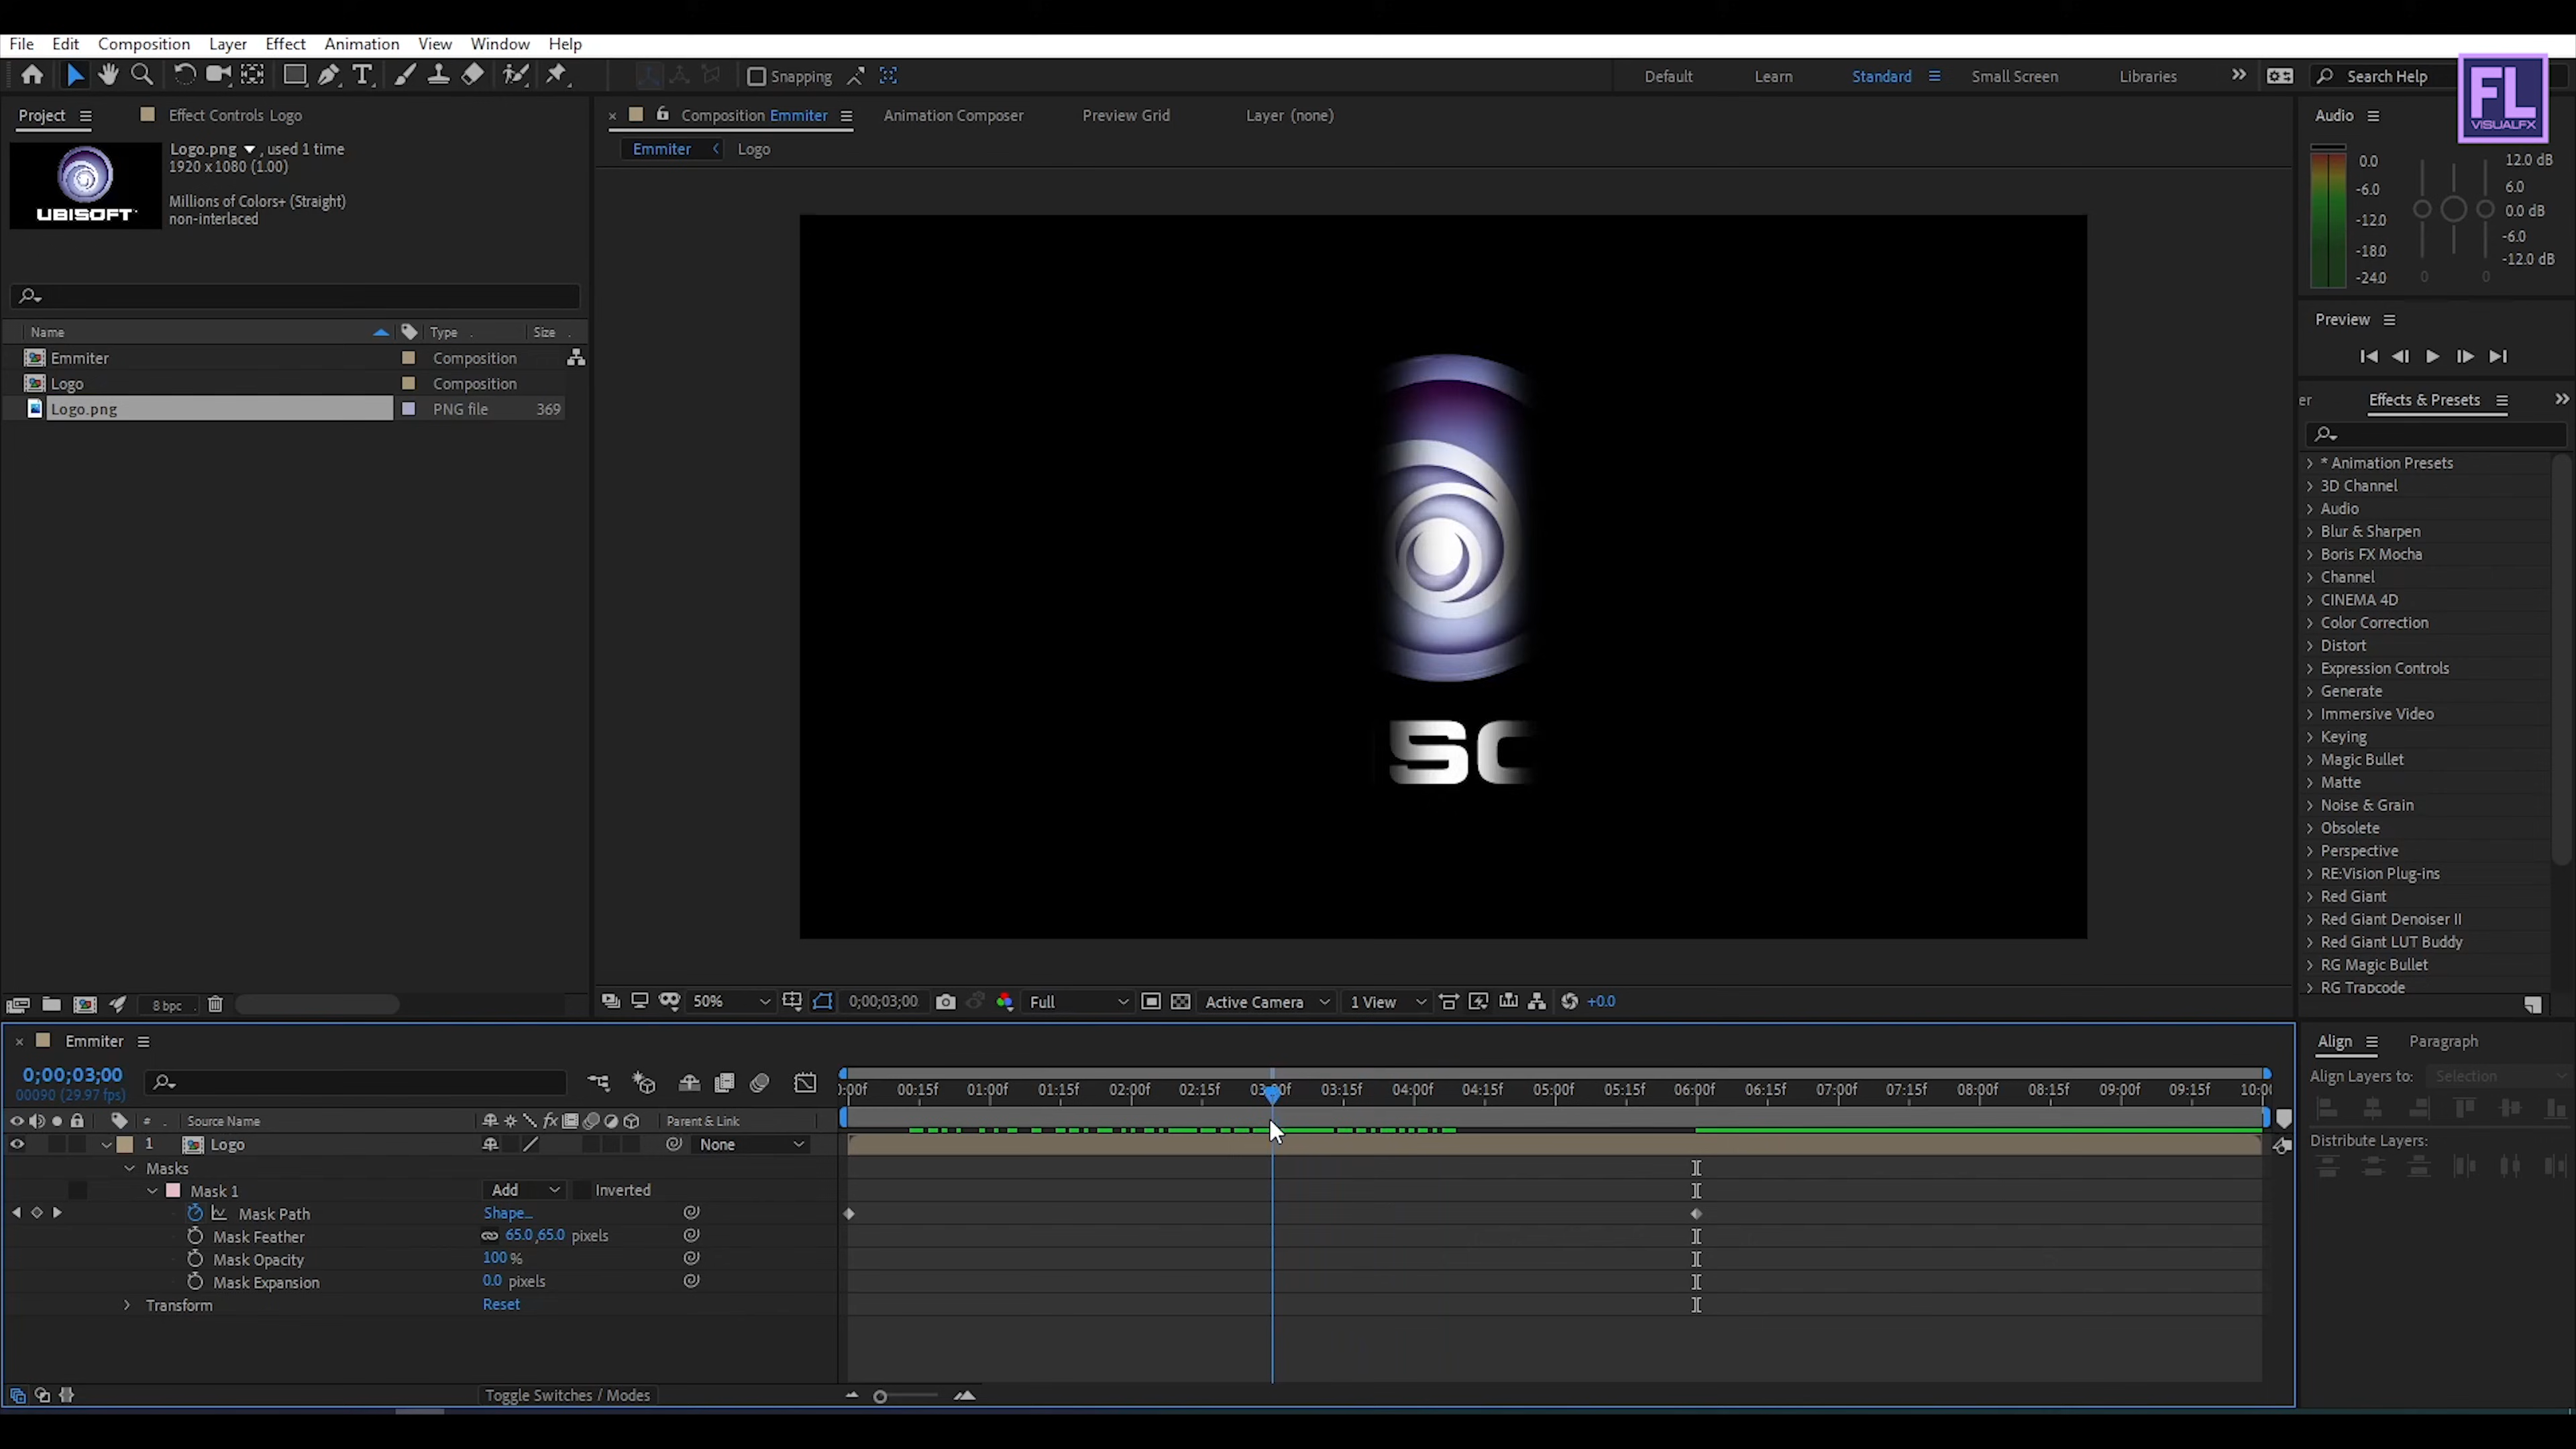 File Edit Composition Layer Effect Animation View Window Help
Snapping
Default Learn Standard Small Screen Libraries Search Help
FL
VISUALFX
Project Effect Controls Logo
Logo.png , used 1 time
1920 x 1080 (1.00)
Millions of Colors+ (Straight)
non-interlaced
UBISOFT
Name Type Size
Emmiter Composition
Logo Composition
Logo.png PNG file 369
8 bpc
Composition Emmiter Animation Composer Preview Grid Layer (none)
Emmiter Logo
SO
50% 0;00;03;00 Full Active Camera 1 View +0.0
Audio
0.0 12.0 dB
-6.0 6.0
-12.0 0.0 dB
-18.0 -6.0
-24.0 -12.0 dB
0 0
Preview
er Effects & Presets
* Animation Presets
3D Channel
Audio
Blur & Sharpen
Boris FX Mocha
Channel
CINEMA 4D
Color Correction
Distort
Expression Controls
Generate
Immersive Video
Keying
Magic Bullet
Matte
Noise & Grain
Obsolete
Perspective
RE:Vision Plug-ins
Red Giant
Red Giant Denoiser II
Red Giant LUT Buddy
RG Magic Bullet
RG Trapcode
Emmiter
0;00;03;00
00090 (29.97 fps)
:00f 00:15f 01:00f 01:15f 02:00f 02:15f 03:00f 03:15f 04:00f 04:15f 05:00f 05:15f 06:00f 06:15f 07:00f 07:15f 08:00f 08:15f 09:00f 09:15f 10:00
# Source Name Parent & Link
1 Logo None
Masks
Mask 1 Add Inverted
Mask Path Shape...
Mask Feather 65.0,65.0 pixels
Mask Opacity 100 %
Mask Expansion 0.0 pixels
Transform Reset
Toggle Switches / Modes
Align Paragraph
Align Layers to: Selection
Distribute Layers: